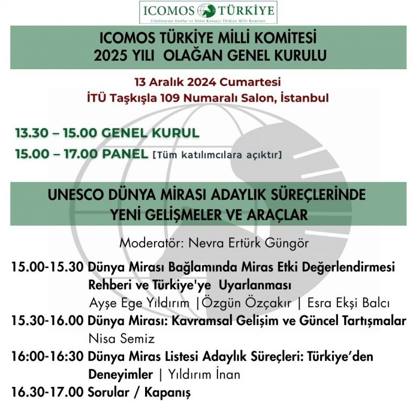 ICOMOS TÜRKİYE
ICOMOS TÜRKİYE MİLLİ KOMİTESİ
2025 YILI OLAĞAN GENEL KURULU
13 Aralık 2024 Cumartesi
İTÜ Taşkışla 109 Numaralı Salon, İstanbul
13.30 – 15.00 GENEL KURUL
15.00 – 17.00 PANEL [Tüm katılımcılara açıktır]
UNESCO DÜNYA MİRASI ADAYLIK SÜREÇLERİNDE
YENİ GELİŞMELER VE ARAÇLAR
Moderatör: Nevra Ertürk Güngör
15.00-15.30 Dünya Mirası Bağlamında Miras Etki Değerlendirmesi
Rehberi ve Türkiye'ye Uyarlanması
Ayşe Ege Yıldırım |Özgün Özçakır | Esra Ekşi Balcı
15.30-16.00 Dünya Mirası: Kavramsal Gelişim ve Güncel Tartışmalar
Nisa Semiz
16:00-16:30 Dünya Miras Listesi Adaylık Süreçleri: Türkiye'den
Deneyimler | Yıldırım İnan
16.30-17.00 Sorular / Kapanış